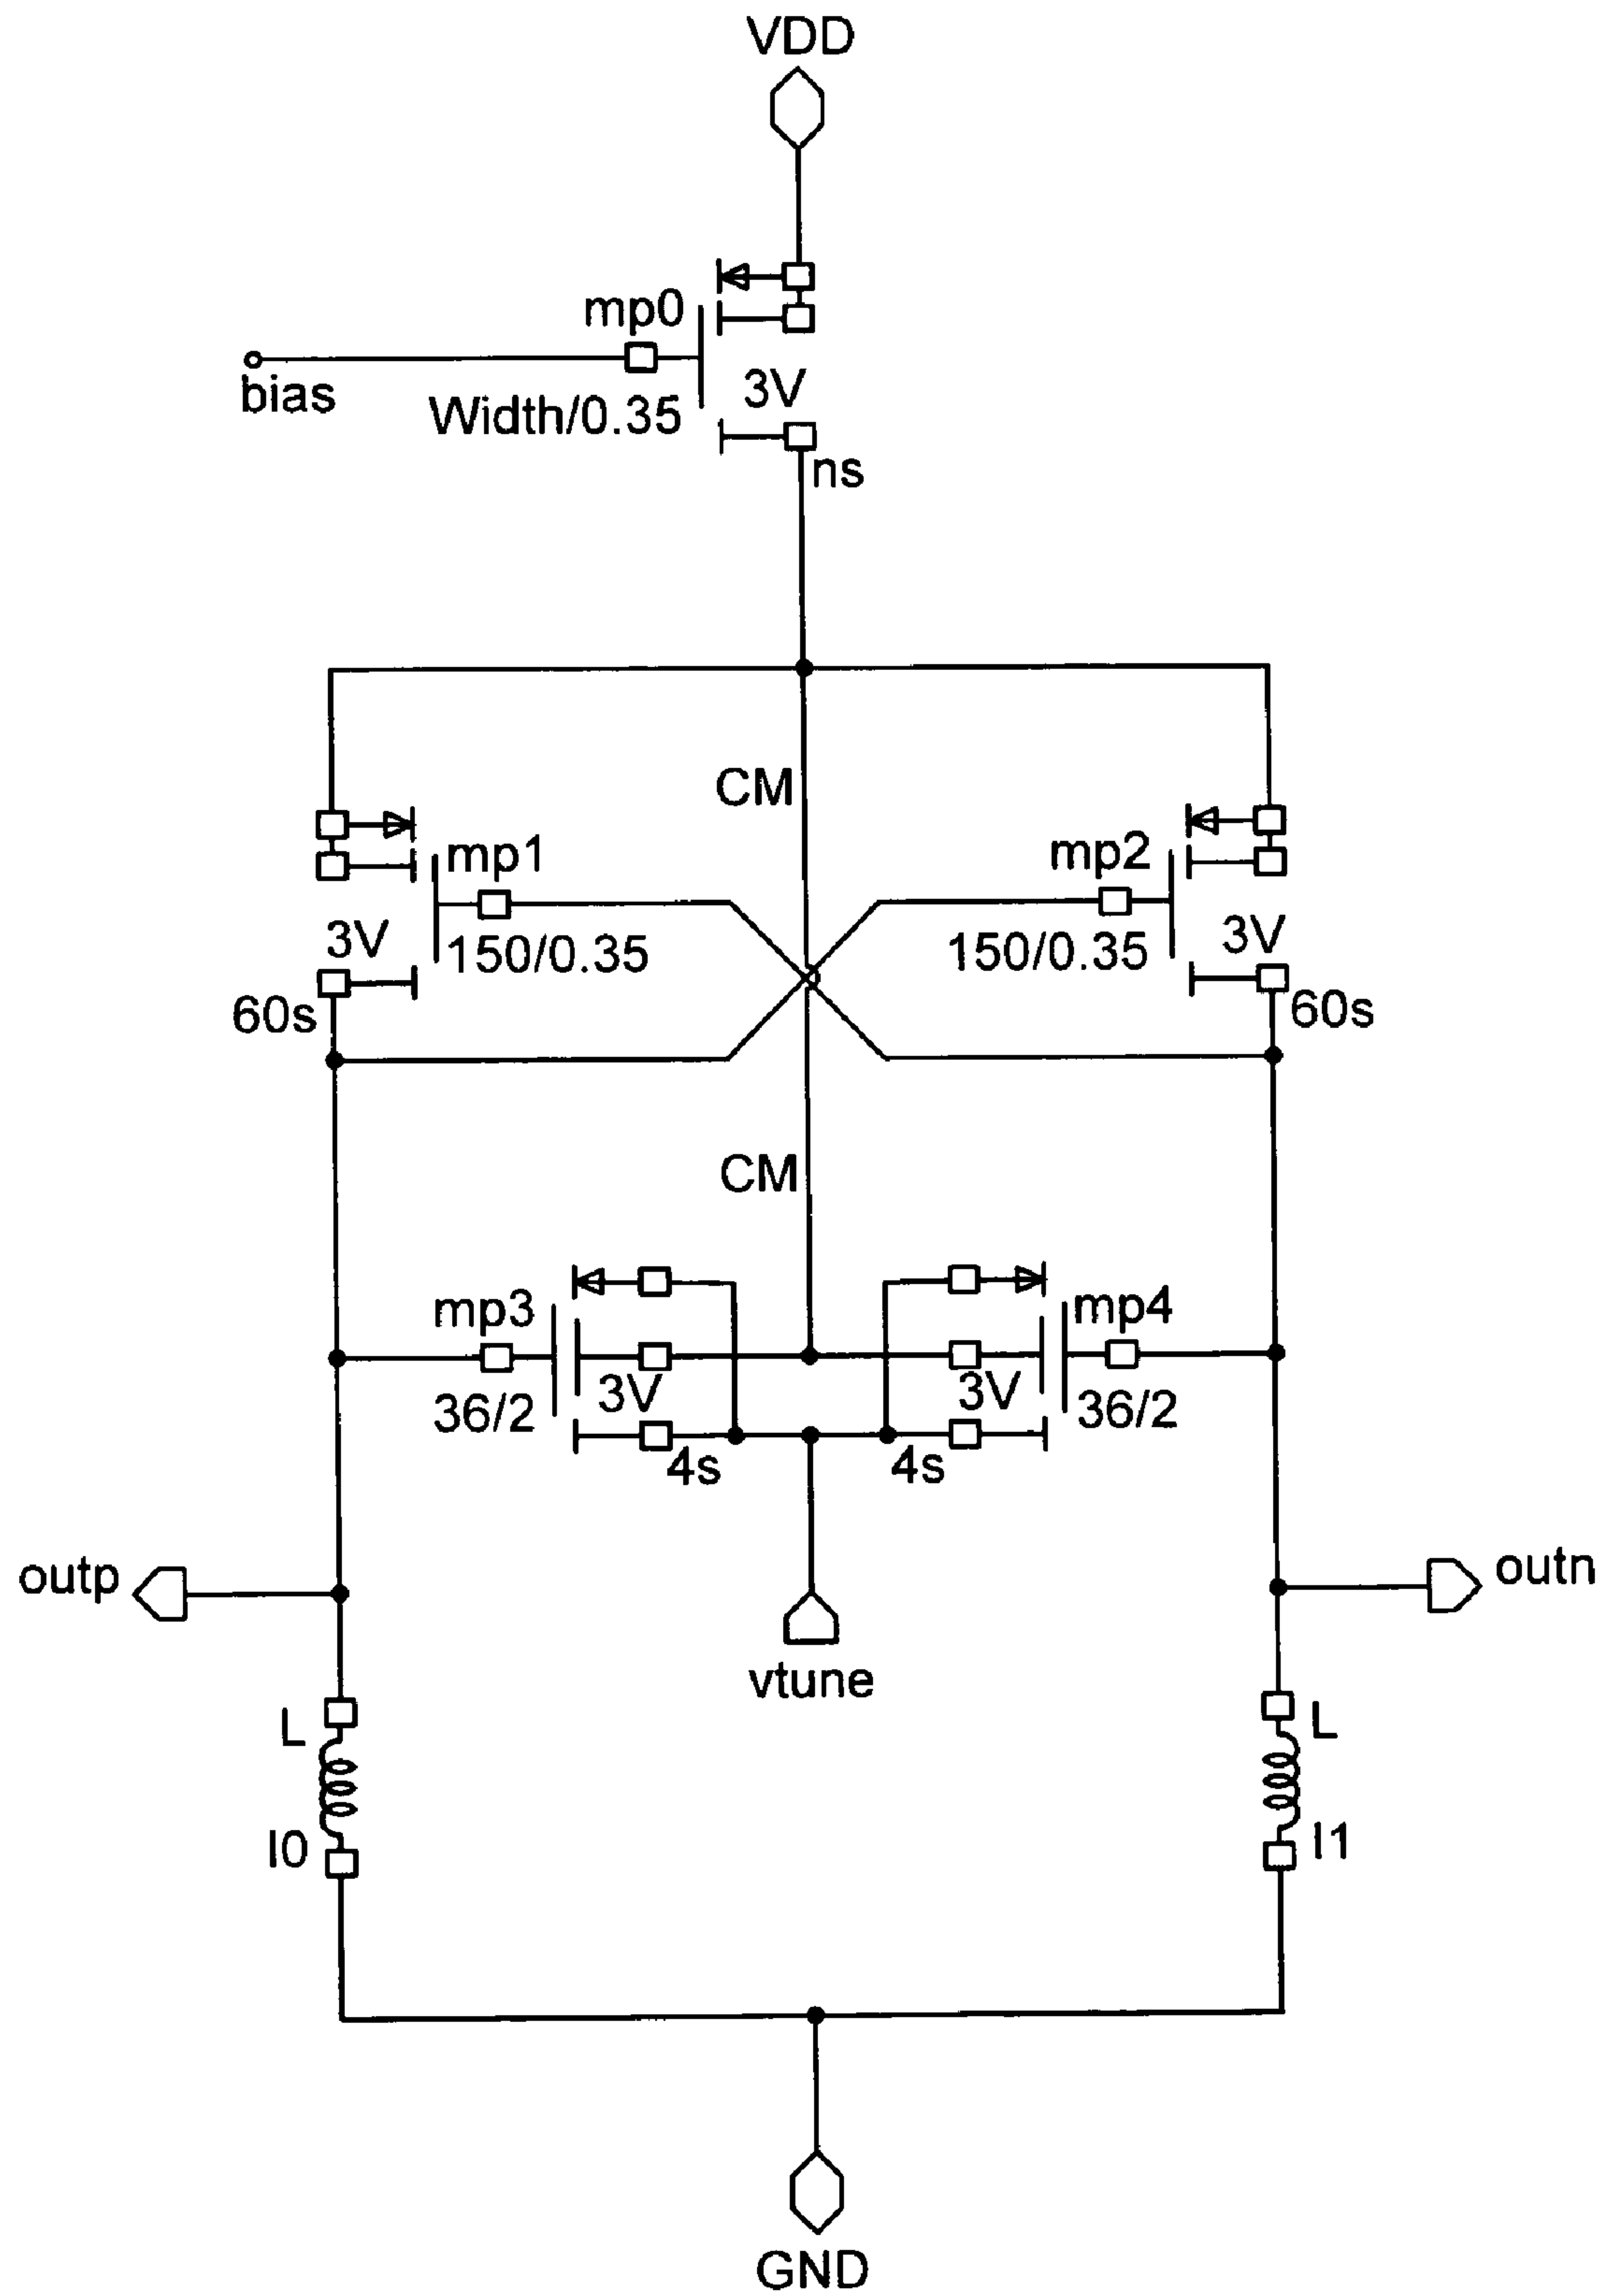 VDD
mp0
bias
Width/0.35
3V
ns
CM
mp1
mp2
3V
150/0.35
150/0.35
3V
60s
60s
CM
mp3
mp4
36/2
3V
3V
36/2
4s
4s
outp
outn
vtune
L
L
I0
I1
GND